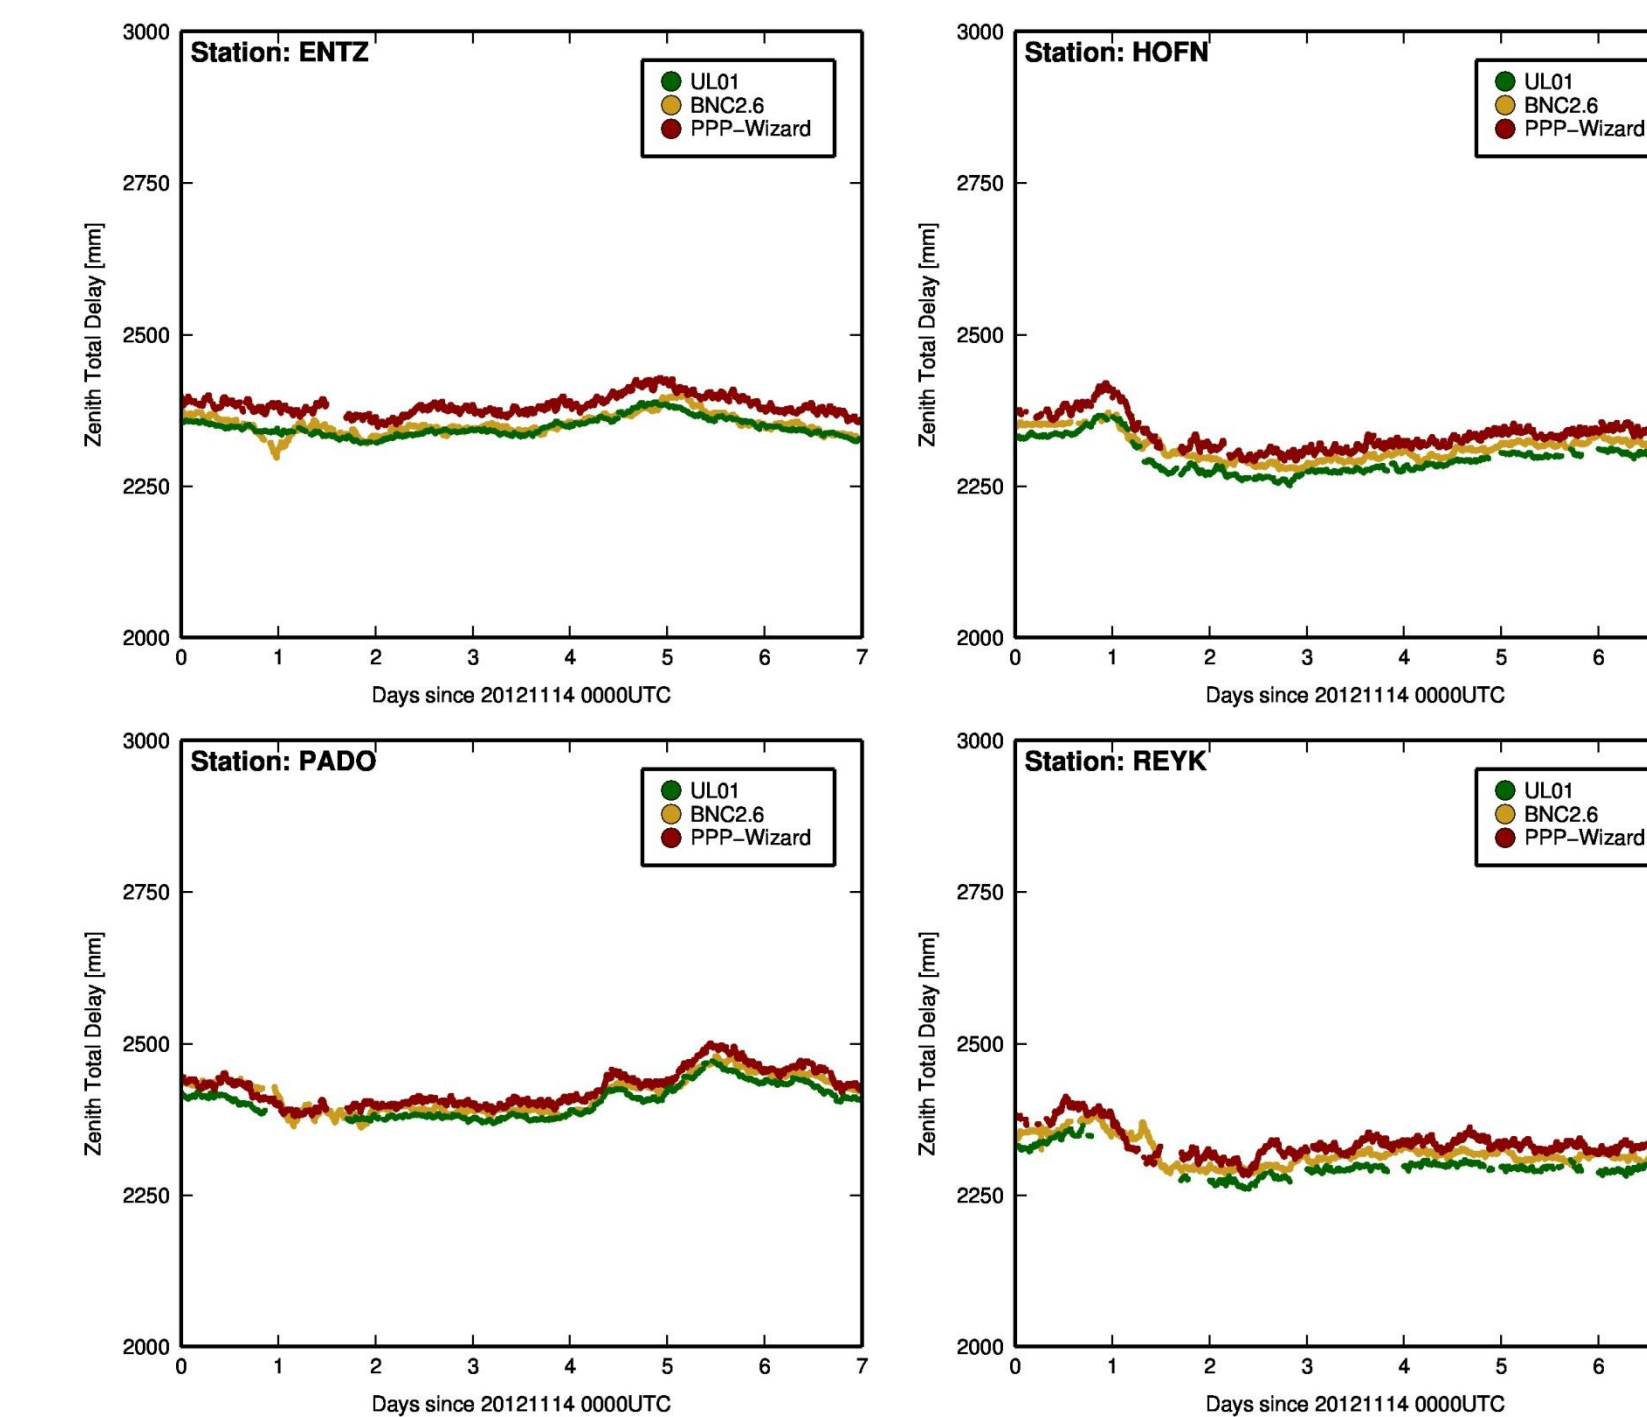 Station: ENTZ
UL01
BNC2.6
PPP-Wizard
3000
2750
2500
2250
2000
Zenith Total Delay [mm]
0 1 2 3 4 5 6 7
Days since 20121114 0000UTC
Station: HOFN
UL01
BNC2.6
PPP-Wizard
3000
2750
2500
2250
2000
Zenith Total Delay [mm]
0 1 2 3 4 5 6
Days since 20121114 0000UTC
Station: PADO
UL01
BNC2.6
PPP-Wizard
3000
2750
2500
2250
2000
Zenith Total Delay [mm]
0 1 2 3 4 5 6 7
Days since 20121114 0000UTC
Station: REYK
UL01
BNC2.6
PPP-Wizard
3000
2750
2500
2250
2000
Zenith Total Delay [mm]
0 1 2 3 4 5 6
Days since 20121114 0000UTC